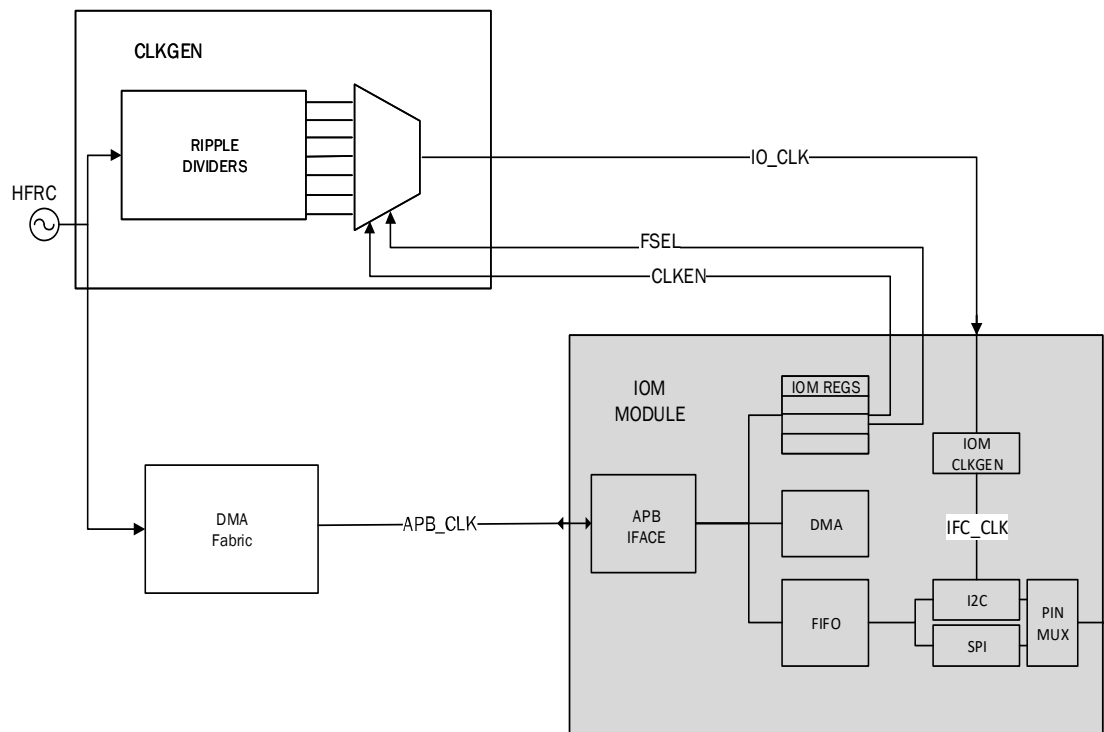 CLKGEN
RIPPLE
DIVIDERS
IO_CLK
HFRC
FSEL
CLKEN
IOM
MODULE
IOM REGS
IOM
CLKGEN
DMA
Fabric
APB_CLK
APB
IFACE
DMA
IFC_CLK
FIFO
I2C
SPI
PIN
MUX